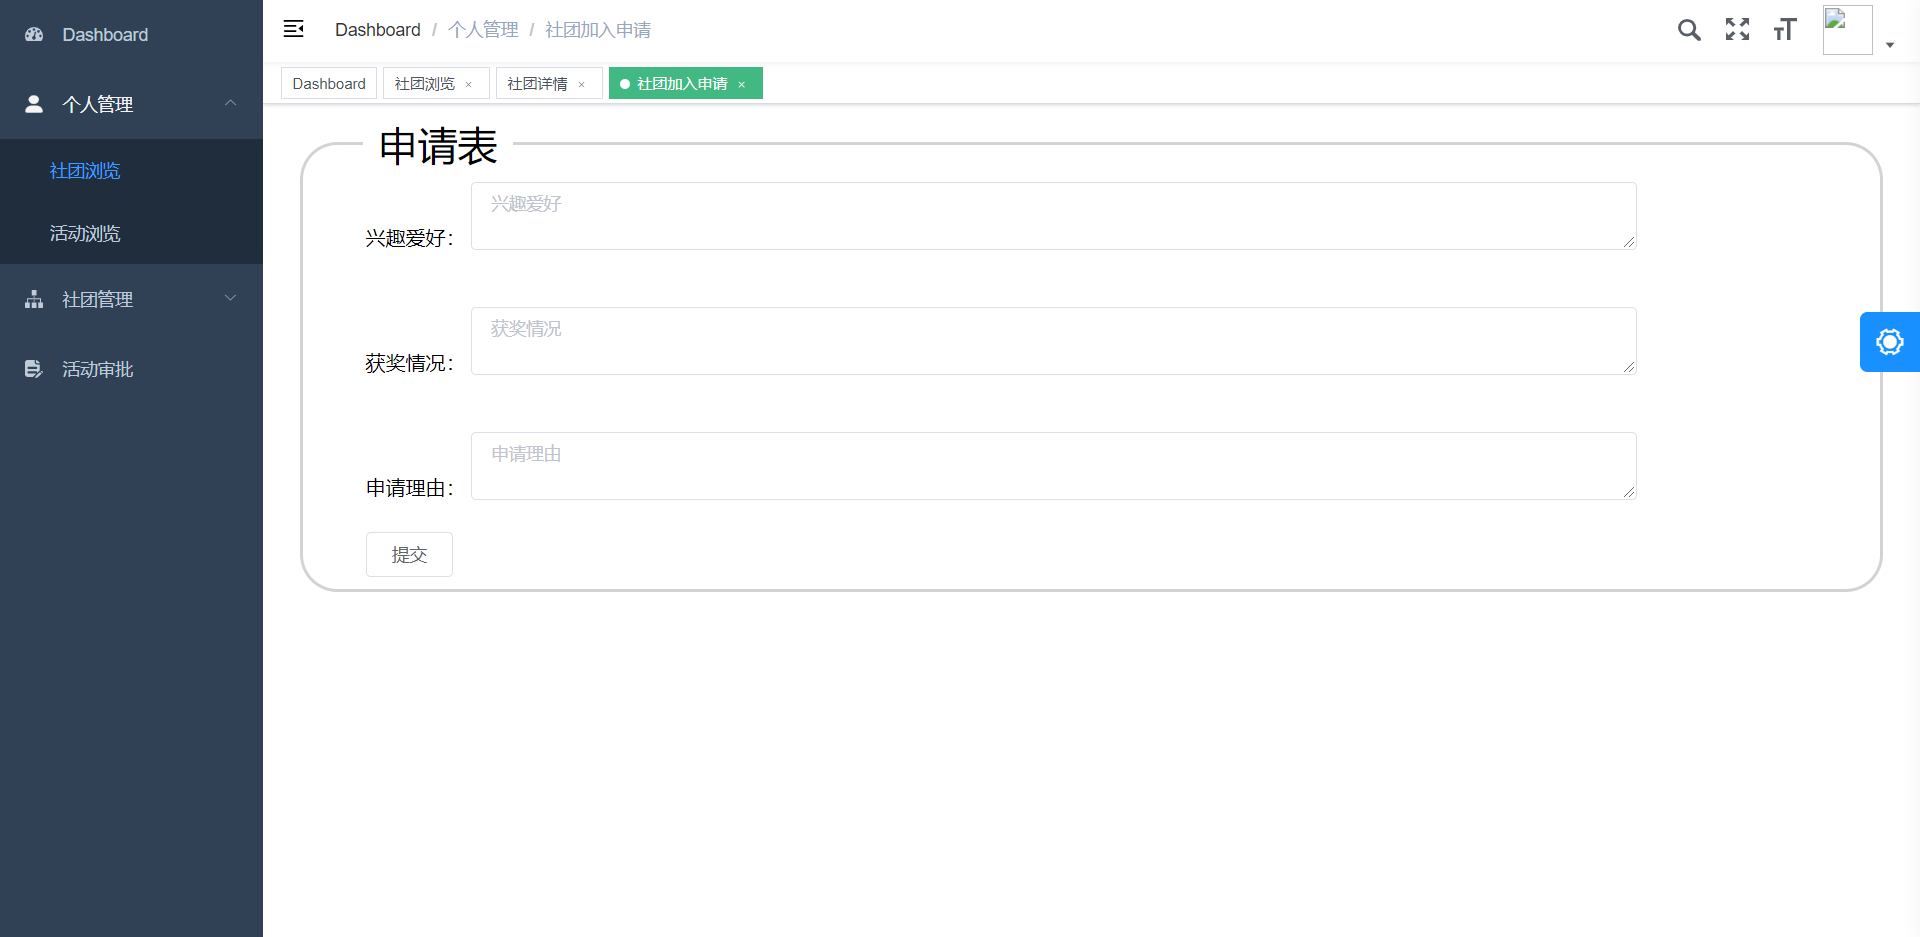 Dashboard
个人管理
社团浏览
活动浏览
社团管理
活动审批
Dashboard / 个人管理 / 社团加入申请
Dashboard 社团浏览 × 社团详情 × 社团加入申请 ×
申请表
兴趣爱好： 兴趣爱好
获奖情况： 获奖情况
申请理由： 申请理由
提交